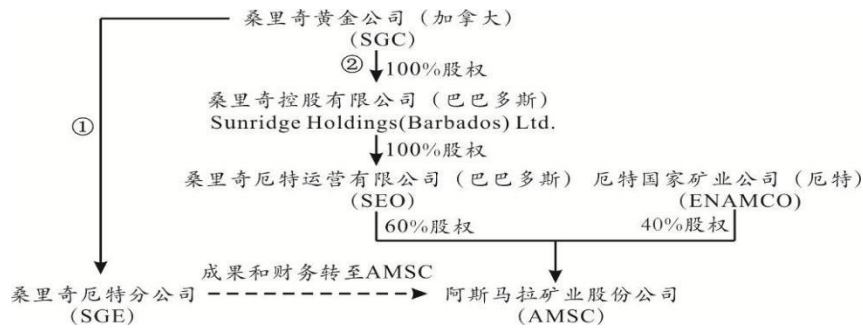 桑里奇黄金公司（加拿大）
(SGC)
② 100%股权
桑里奇控股有限公司（巴巴多斯）
①
Sunridge Holdings(Barbados) Ltd.
100%股权
桑里奇厄特运营有限公司（巴巴多斯） 厄特国家矿业公司（厄特）
(SEO) (ENAMCO)
60%股权 40%股权
成果和财务转至AMSC
桑里奇厄特分公司 阿斯马拉矿业股份公司
(SGE) (AMSC)